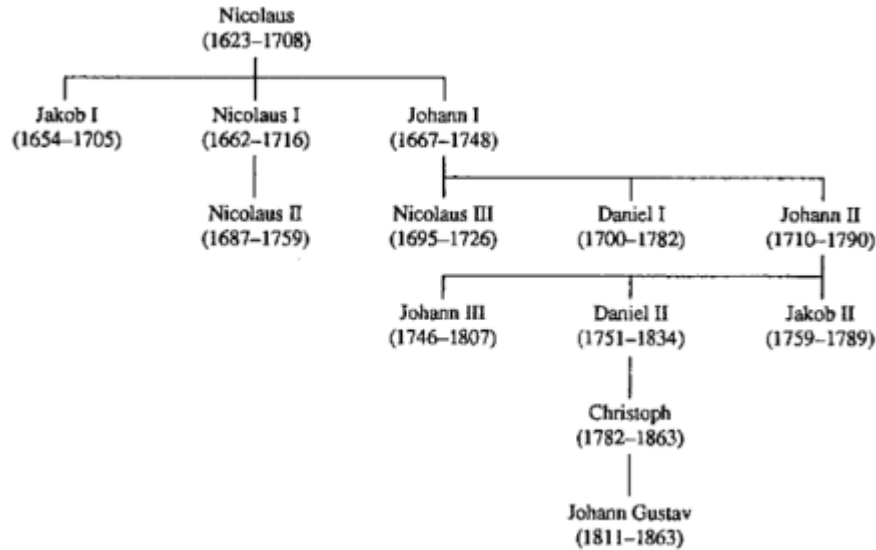 Nicolaus
(1623–1708)
Jakob I
(1654–1705)
Nicolaus I
(1662–1716)
Johann I
(1667–1748)
Nicolaus II
(1687–1759)
Nicolaus III
(1695–1726)
Daniel I
(1700–1782)
Johann II
(1710–1790)
Johann III
(1746–1807)
Daniel II
(1751–1834)
Jakob II
(1759–1789)
Christoph
(1782–1863)
Johann Gustav
(1811–1863)